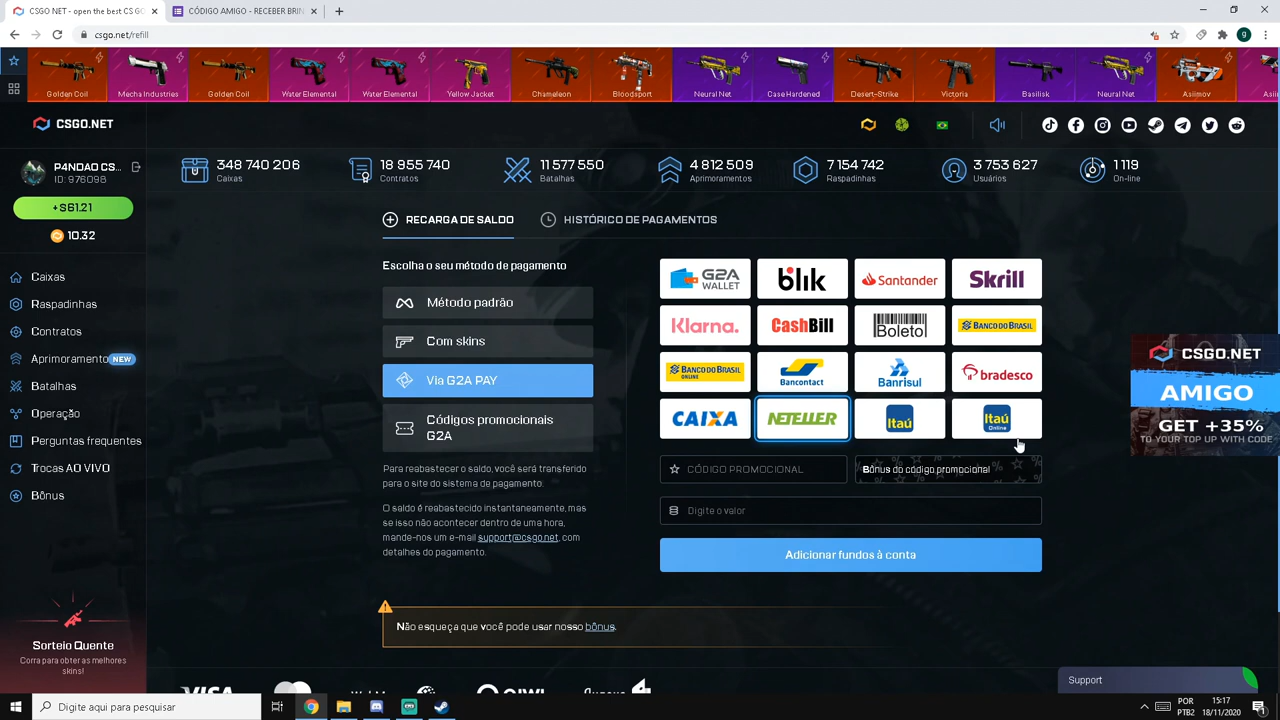 CSGO NET - open the best CS GO
CÓDIGO AMIGO - RECEBER BRIN
csgo.net/refill
g
Golden Coil
Mecha Industries
Golden Coil
Water Elemental
Water Elemental
Yellow Jacket
Chameleon
Bloodsport
Neural Net
Case Hardened
Desert-Strike
Victoria
Basilisk
Neural Net
Asiimov
Asii
CSGO.NET
P4NDAO CS...
ID: 976098
+$61.21
10.32
348 740 206
Caixas
18 955 740
Contratos
11 577 550
Batalhas
4 812 509
Aprimoramentos
7 154 742
Raspadinhas
3 753 627
Usuários
1 119
On-line
Caixas
Raspadinhas
Contratos
Aprimoramento NEW
Batalhas
Operação
Perguntas frequentes
Trocas AO VIVO
Bônus
Sorteio Quente
Corra para obter as melhores
skins!
RECARGA DE SALDO
HISTÓRICO DE PAGAMENTOS
Escolha o seu método de pagamento
Método padrão
Com skins
Via G2A PAY
Códigos promocionais
G2A
Para reabastecer o saldo, você será transferido
para o site do sistema de pagamento.
O saldo é reabastecido instantaneamente, mas
se isso não acontecer dentro de uma hora,
mande-nos um e-mail support@csgo.net, com
detalhes do pagamento.
G2A WALLET
blik
Santander
Skrill
Klarna.
CashBill
Boleto
BANCO DO BRASIL
BANCO DO BRASIL ONLINE
Bancontact
Banrisul
bradesco
CAIXA
NETELLER
Itaú
Itaú Online
CÓDIGO PROMOCIONAL
Bônus do código promocional
Digite o valor
Adicionar fundos à conta
Não esqueça que você pode usar nosso bônus.
CSGO.NET
AMIGO
GET +35%
TO YOUR TOP UP WITH CODE
VISA
QIWI
Support
Digite aqui para pesquisar
POR
PTB2
15:17
18/11/2020
1